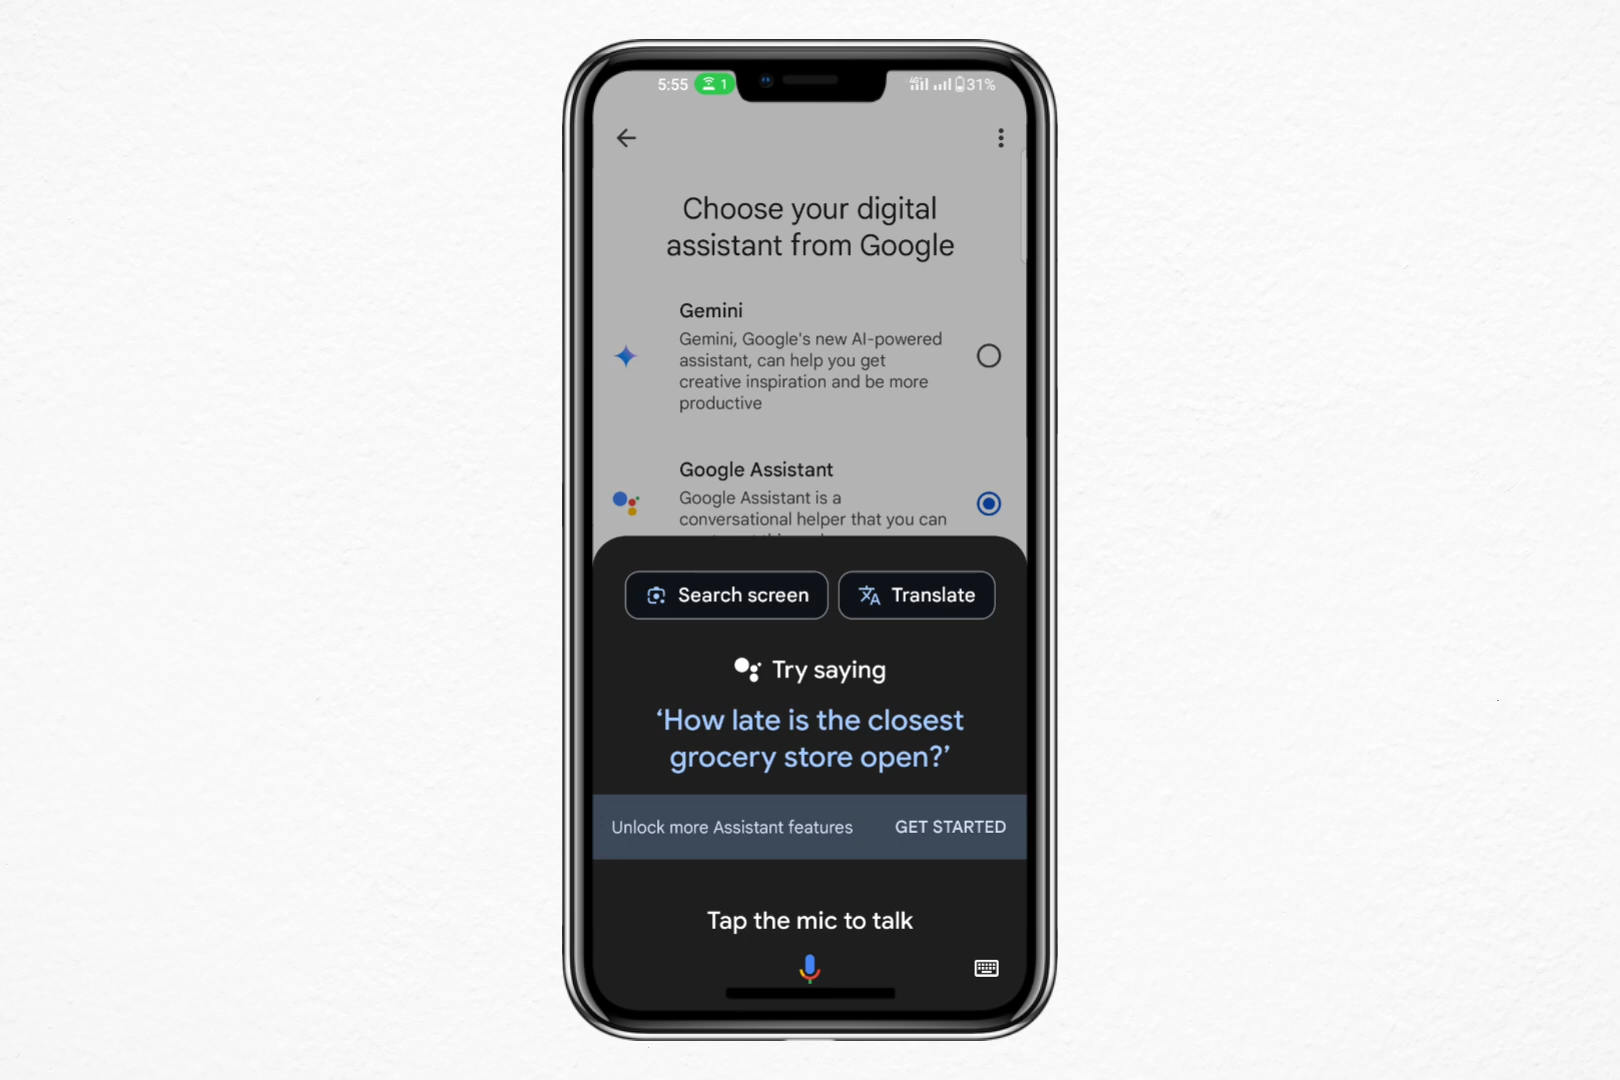 5:55 1 4G 31%
Choose your digital
assistant from Google
Gemini
Gemini, Google's new AI-powered
assistant, can help you get
creative inspiration and be more
productive
Google Assistant
Google Assistant is a
conversational helper that you can
Search screen Translate
Try saying
‘How late is the closest
grocery store open?’
Unlock more Assistant features GET STARTED
Tap the mic to talk